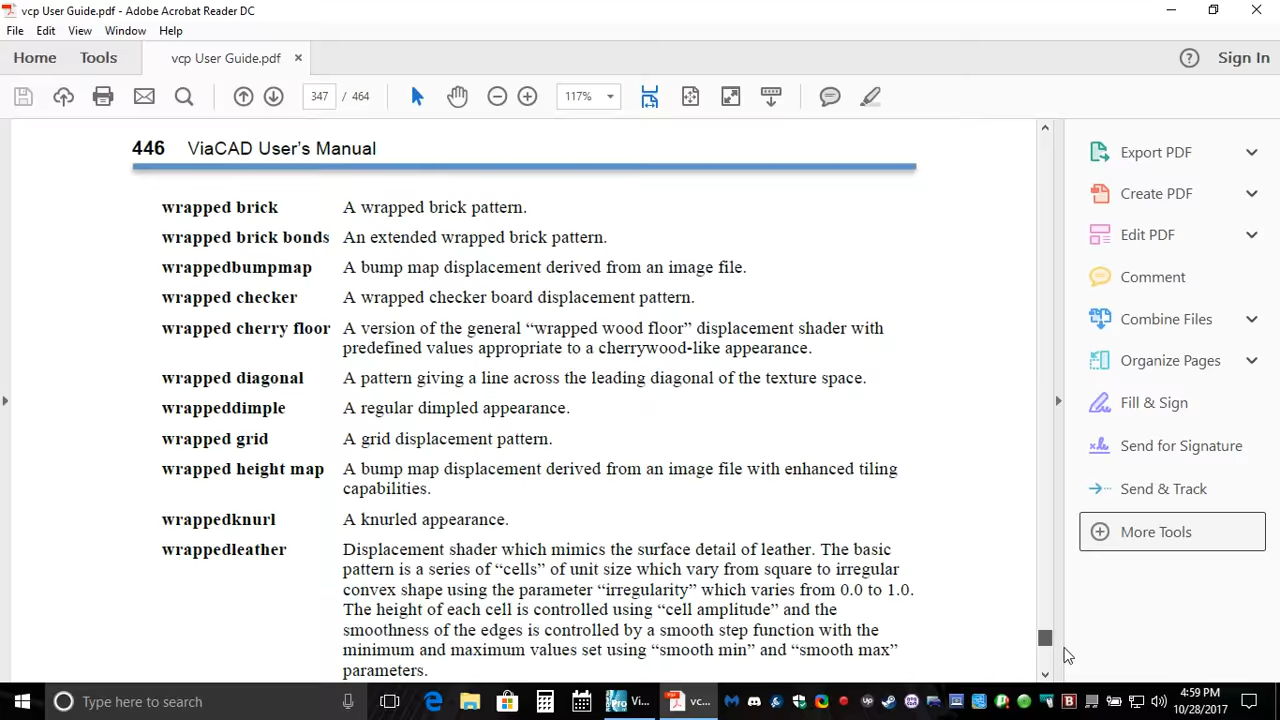 vcp User Guide.pdf - Adobe Acrobat Reader DC
File Edit View Window Help
Home Tools vcp User Guide.pdf × Sign In
347 / 464 117%
446 ViaCAD User's Manual
wrapped brick A wrapped brick pattern.
wrapped brick bonds An extended wrapped brick pattern.
wrappedbumpmap A bump map displacement derived from an image file.
wrapped checker A wrapped checker board displacement pattern.
wrapped cherry floor A version of the general “wrapped wood floor” displacement shader with
predefined values appropriate to a cherrywood-like appearance.
wrapped diagonal A pattern giving a line across the leading diagonal of the texture space.
wrappeddimple A regular dimpled appearance.
wrapped grid A grid displacement pattern.
wrapped height map A bump map displacement derived from an image file with enhanced tiling
capabilities.
wrappedknurl A knurled appearance.
wrappedleather Displacement shader which mimics the surface detail of leather. The basic
pattern is a series of “cells” of unit size which vary from square to irregular
convex shape using the parameter “irregularity” which varies from 0.0 to 1.0.
The height of each cell is controlled using “cell amplitude” and the
smoothness of the edges is controlled by a smooth step function with the
minimum and maximum values set using “smooth min” and “smooth max”
parameters.
Export PDF
Create PDF
Edit PDF
Comment
Combine Files
Organize Pages
Fill & Sign
Send for Signature
Send & Track
More Tools
Type here to search
Vi...
vc...
4:59 PM
10/28/2017